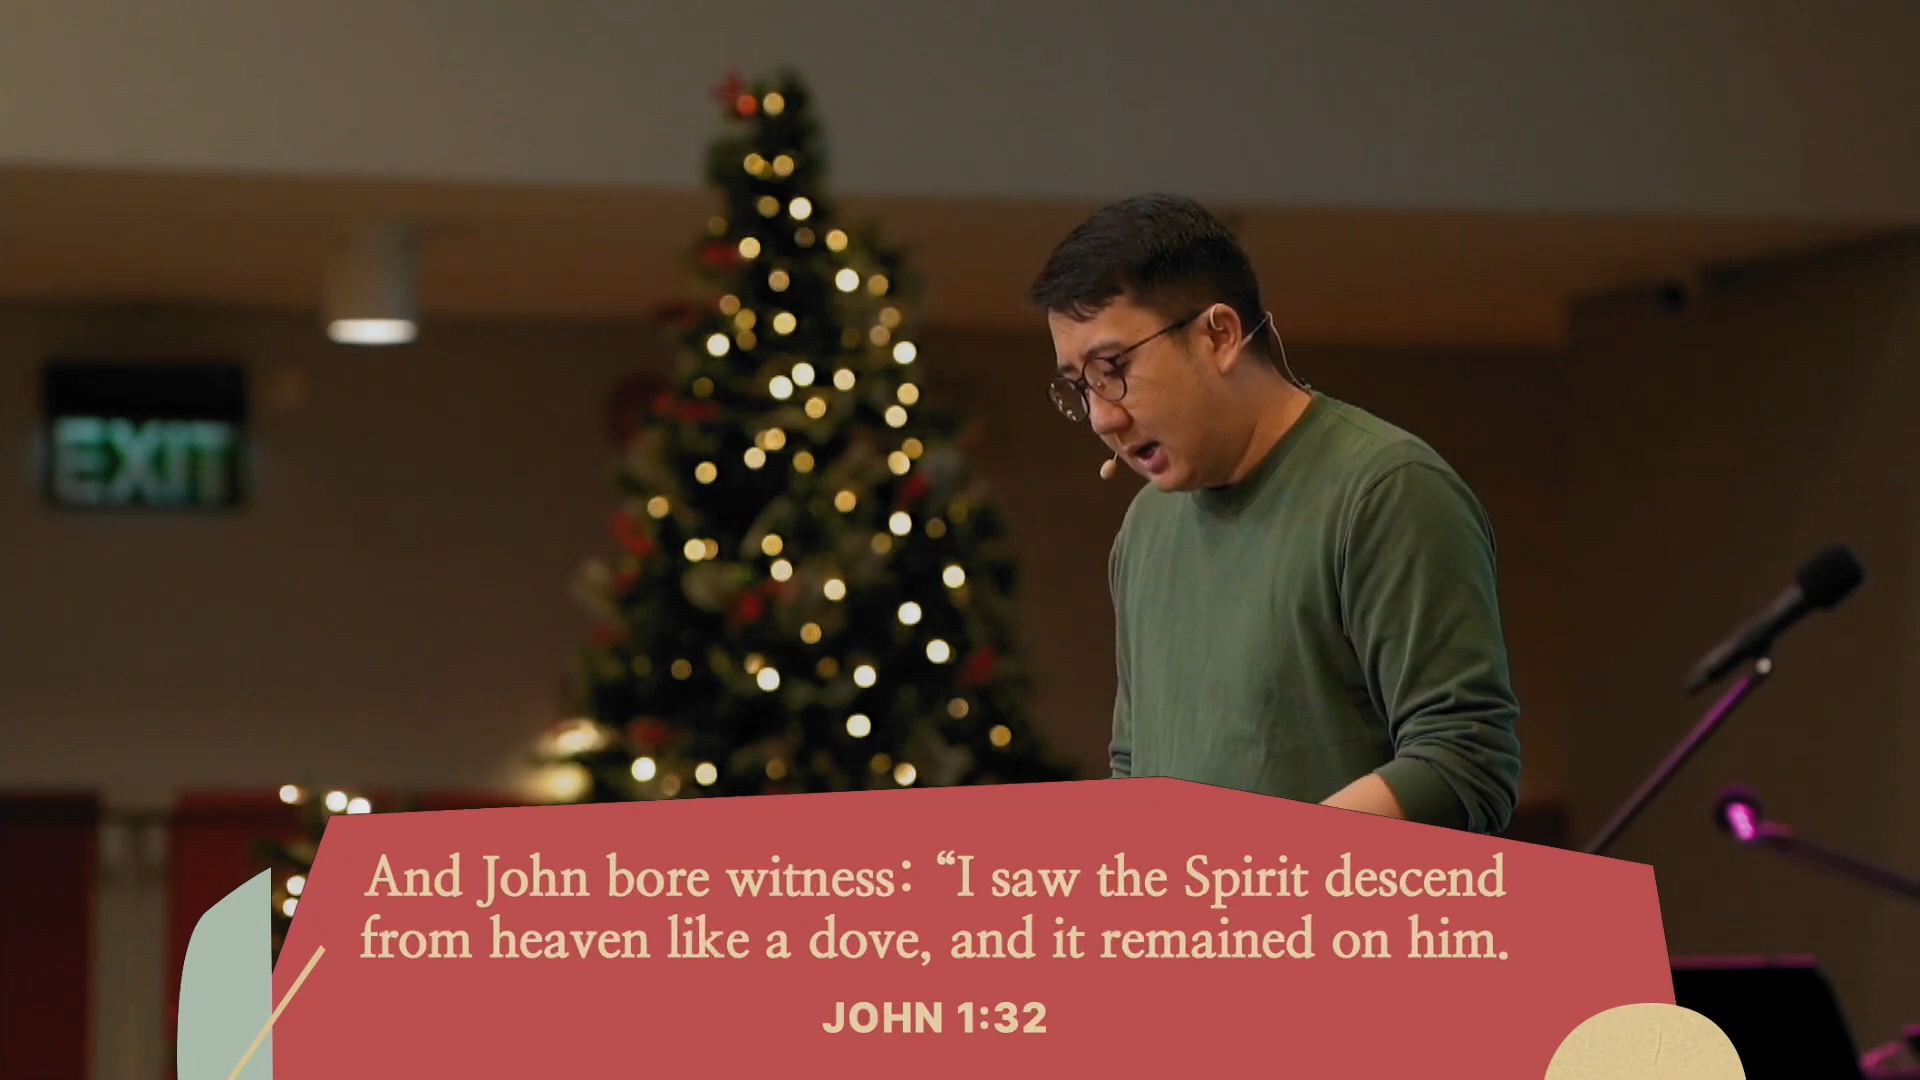 EXIT
And John bore witness: “I saw the Spirit descend
from heaven like a dove, and it remained on him.
JOHN 1:32